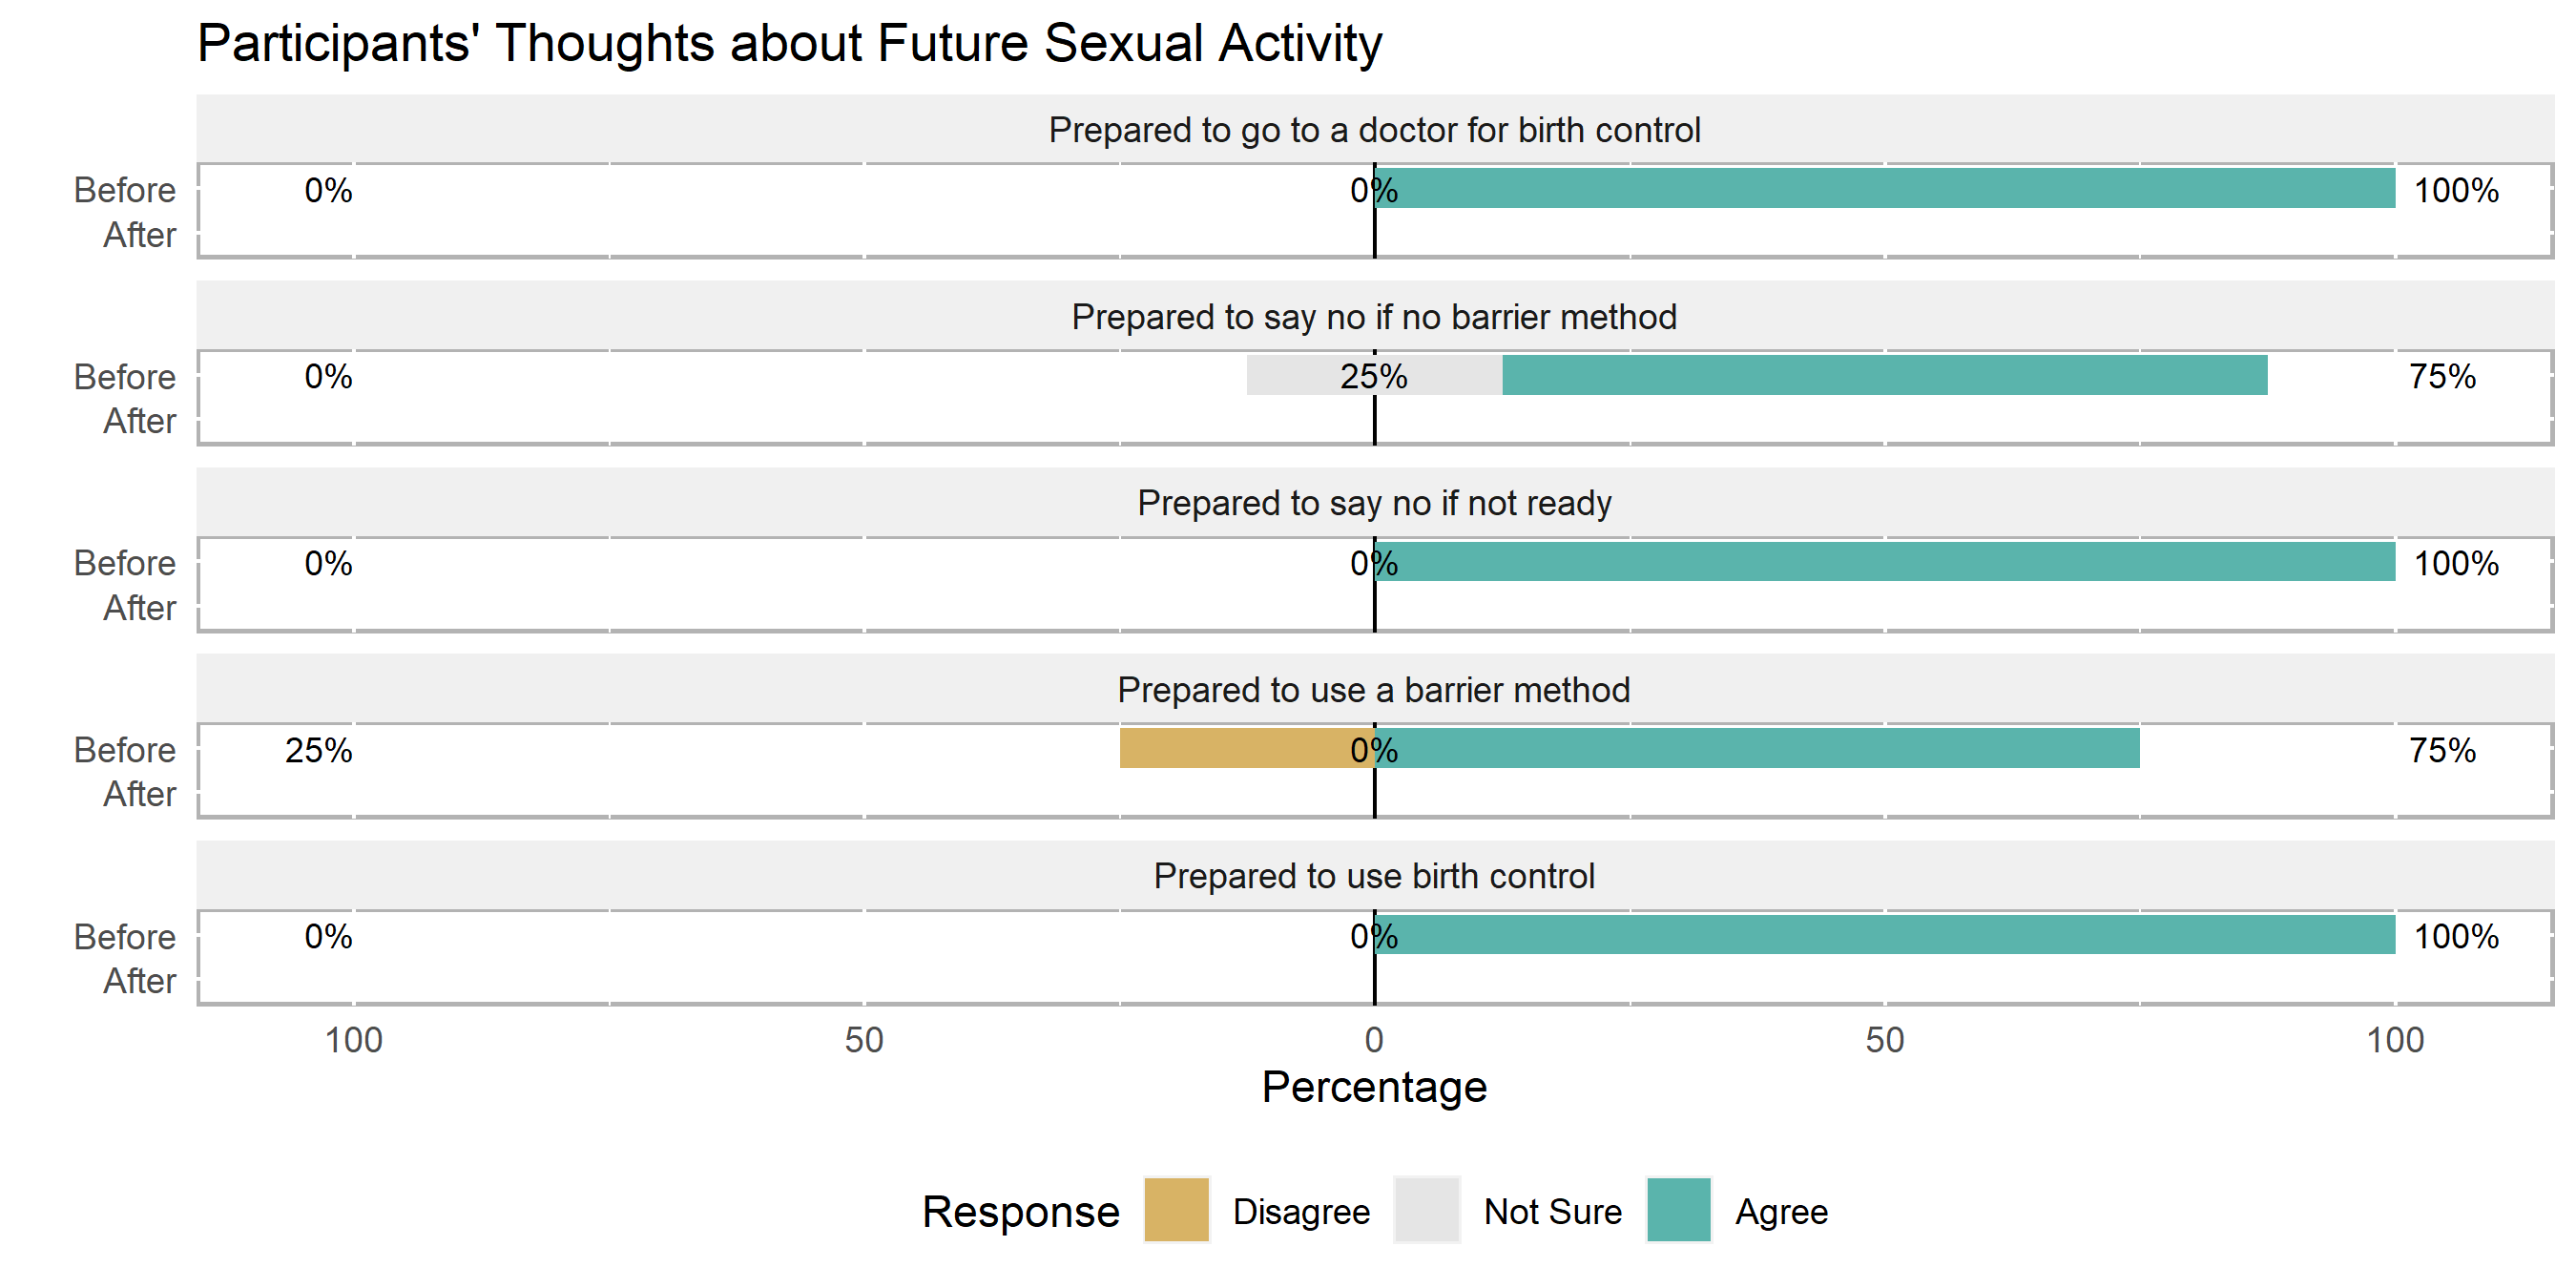 Participants' Thoughts about Future Sexual Activity
Prepared to go to a doctor for birth control
Before 0% 0% 100%
After
Prepared to say no if no barrier method
Before 0% 25% 75%
After
Prepared to say no if not ready
Before 0% 0% 100%
After
Prepared to use a barrier method
Before 25% 0% 75%
After
Prepared to use birth control
Before 0% 0% 100%
After
100 50 0 50 100
Percentage
Response Disagree Not Sure Agree